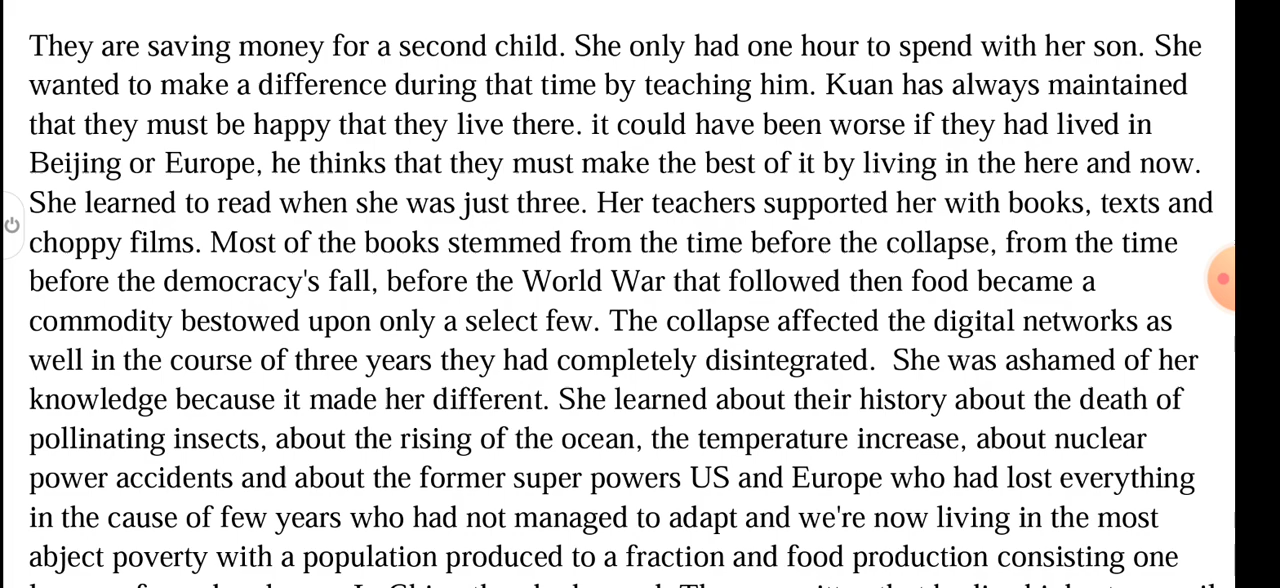 They are saving money for a second child. She only had one hour to spend with her son. She
wanted to make a difference during that time by teaching him. Kuan has always maintained
that they must be happy that they live there. it could have been worse if they had lived in
Beijing or Europe, he thinks that they must make the best of it by living in the here and now.
She learned to read when she was just three. Her teachers supported her with books, texts and
choppy films. Most of the books stemmed from the time before the collapse, from the time
before the democracy's fall, before the World War that followed then food became a
commodity bestowed upon only a select few. The collapse affected the digital networks as
well in the course of three years they had completely disintegrated.  She was ashamed of her
knowledge because it made her different. She learned about their history about the death of
pollinating insects, about the rising of the ocean, the temperature increase, about nuclear
power accidents and about the former super powers US and Europe who had lost everything
in the cause of few years who had not managed to adapt and we're now living in the most
abject poverty with a population produced to a fraction and food production consisting one